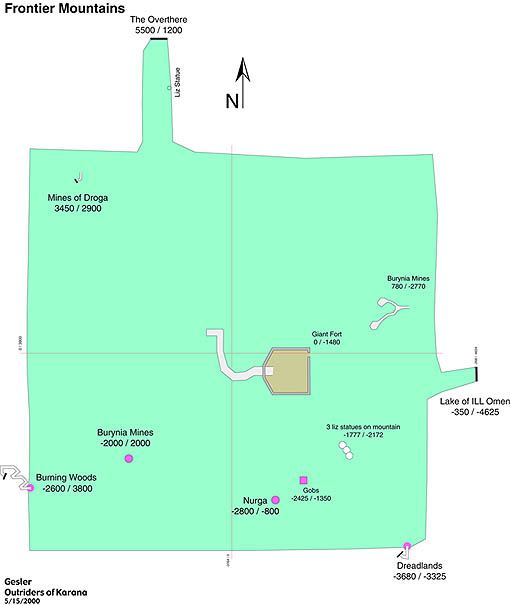 Frontier Mountains
The Overthere
5500 / 1200
Liz Statue
N
Mines of Droga
3450 / 2900
Burynia Mines
780 / -2770
Giant Fort
0 / -1480
Lake of ILL Omen
-350 / -4625
3 liz statues on mountain
-1777 / -2172
Burynia Mines
-2000 / 2000
Burning Woods
-2600 / 3800
Gobs
-2425 / -1350
Nurga
-2800 / -800
Dreadlands
-3680 / -3325
Gesler
Outriders of Karana
5/15/2000